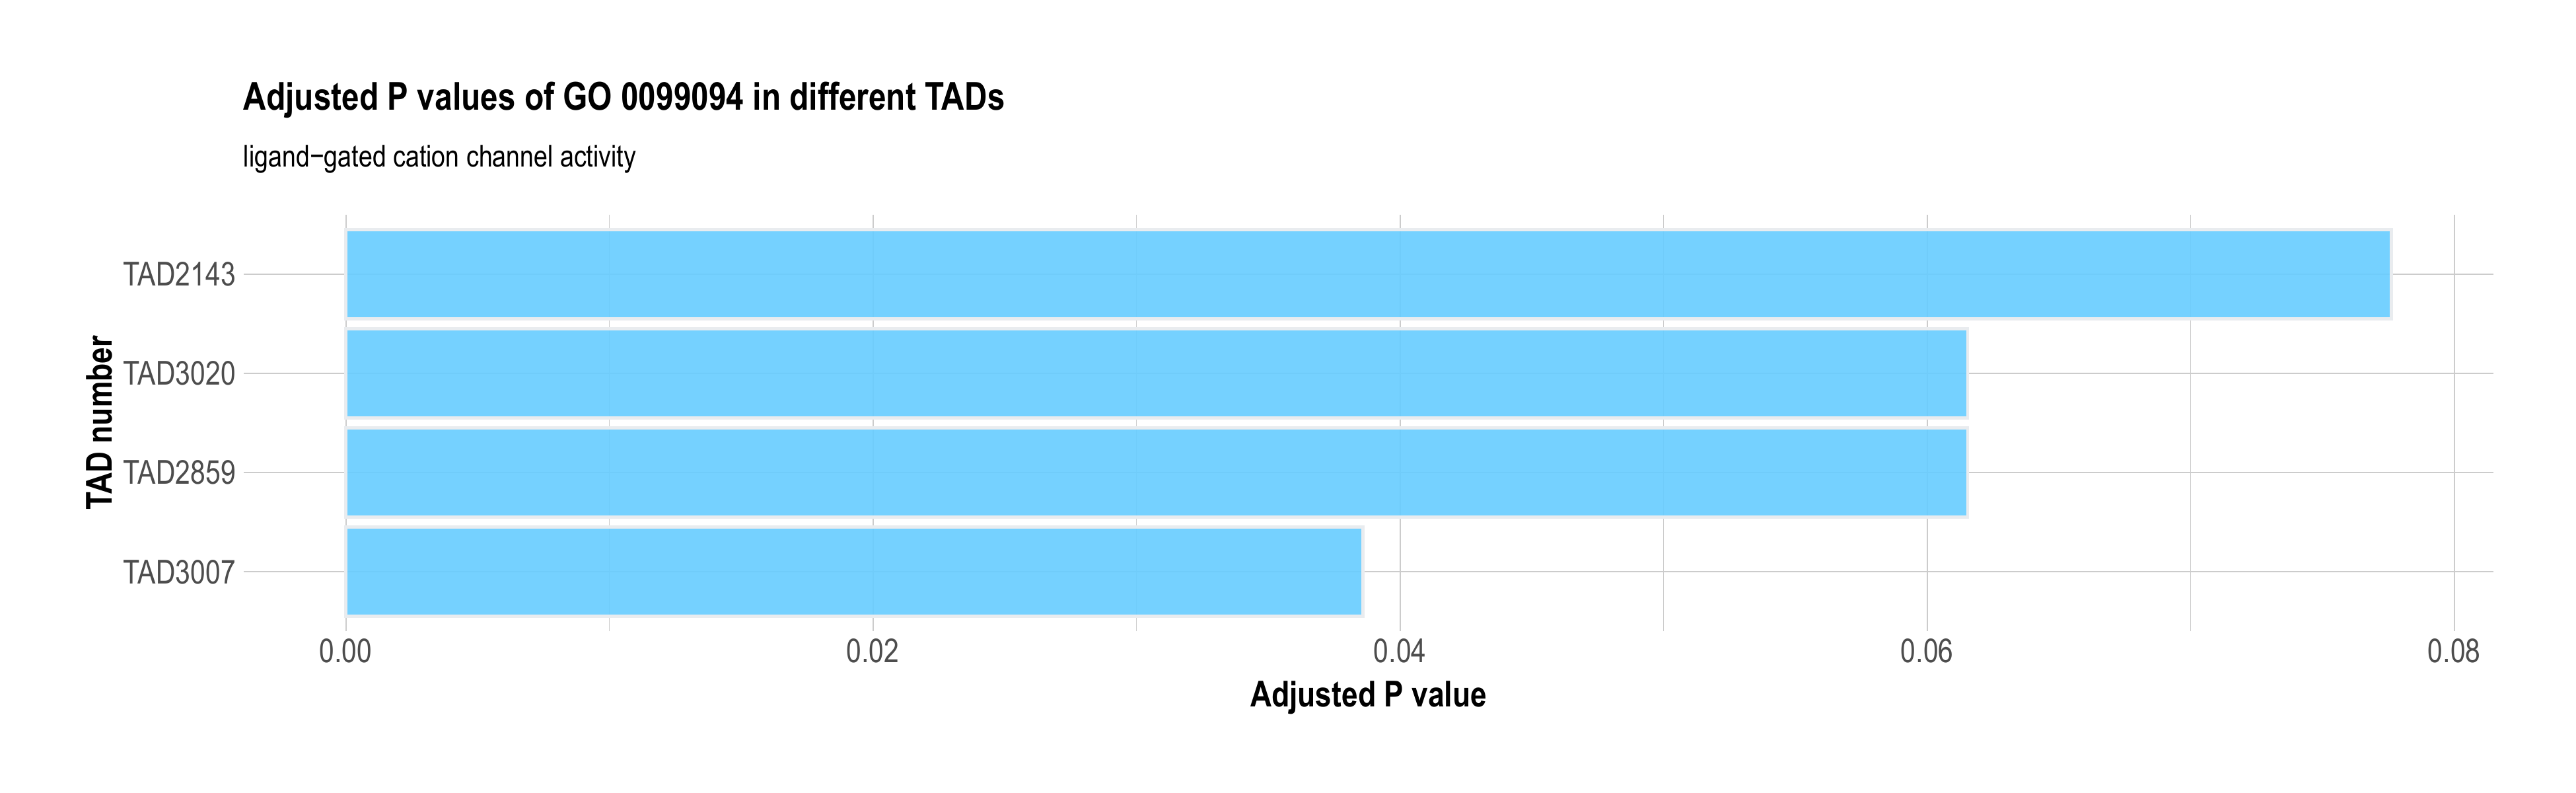 Adjusted P values of GO 0099094 in different TADs
ligand−gated cation channel activity
TAD number
TAD2143
TAD3020
TAD2859
TAD3007
0.00 0.02 0.04 0.06 0.08
Adjusted P value